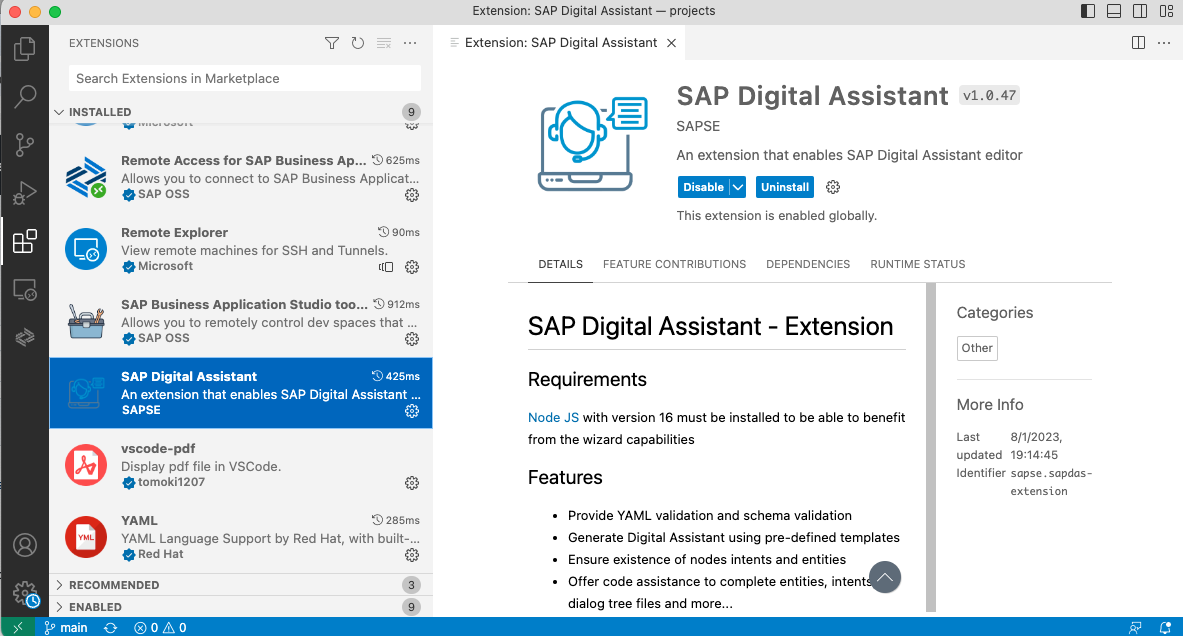 Extension: SAP Digital Assistant — projects
EXTENSIONS
Search Extensions in Marketplace
INSTALLED
9
Microsoft
Remote Access for SAP Business Ap... 625ms
Allows you to connect to SAP Business Applicat...
SAP OSS
Remote Explorer 90ms
View remote machines for SSH and Tunnels.
Microsoft
SAP Business Application Studio too... 912ms
Allows you to remotely control dev spaces that ...
SAP OSS
SAP Digital Assistant 425ms
An extension that enables SAP Digital Assistant ...
SAPSE
vscode-pdf
Display pdf file in VSCode.
tomoki1207
YAML 285ms
YML
YAML Language Support by Red Hat, with built-...
Red Hat
RECOMMENDED 3
ENABLED 9
Extension: SAP Digital Assistant
SAP Digital Assistant v1.0.47
SAPSE
An extension that enables SAP Digital Assistant editor
Disable Uninstall
This extension is enabled globally.
DETAILS FEATURE CONTRIBUTIONS DEPENDENCIES RUNTIME STATUS
SAP Digital Assistant - Extension
Requirements
Node JS with version 16 must be installed to be able to benefit
from the wizard capabilities
Features
• Provide YAML validation and schema validation
• Generate Digital Assistant using pre-defined templates
• Ensure existence of nodes intents and entities
• Offer code assistance to complete entities, intents
dialog tree files and more...
Categories
Other
More Info
Last 8/1/2023,
updated 19:14:45
Identifier sapse.sapdas-
extension
main 0 0